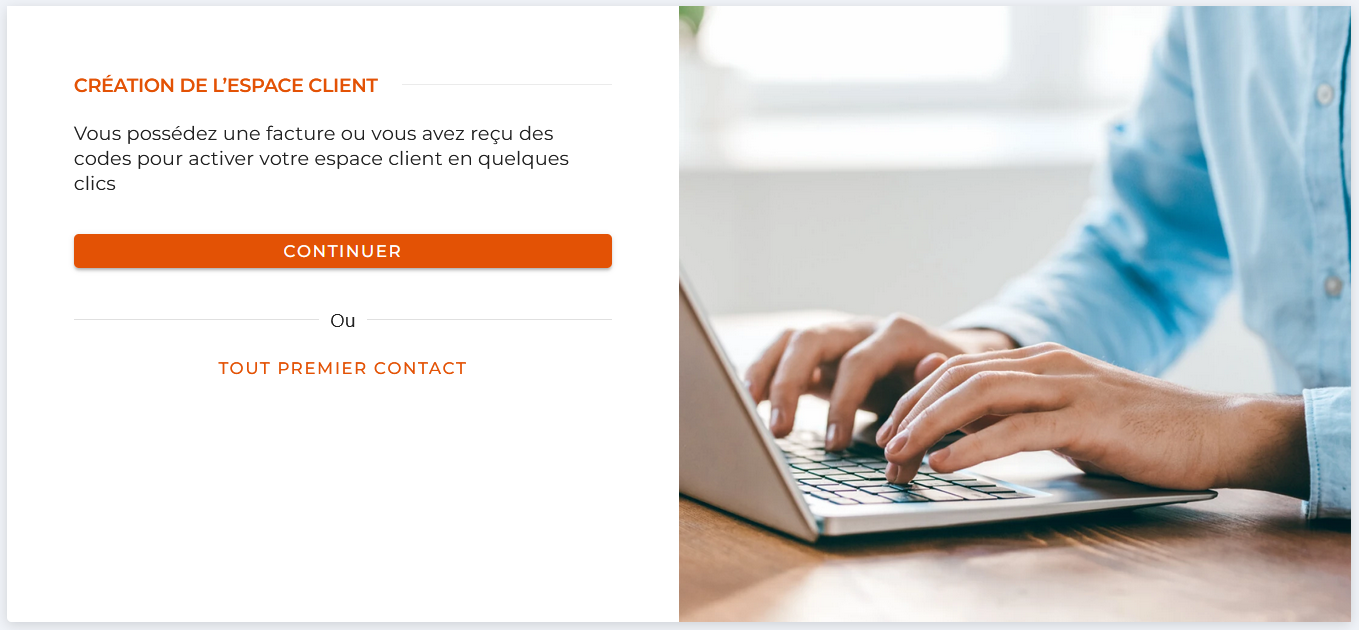 CRÉATION DE L’ESPACE CLIENT
Vous possédez une facture ou vous avez reçu des
codes pour activer votre espace client en quelques
clics
CONTINUER
Ou
TOUT PREMIER CONTACT